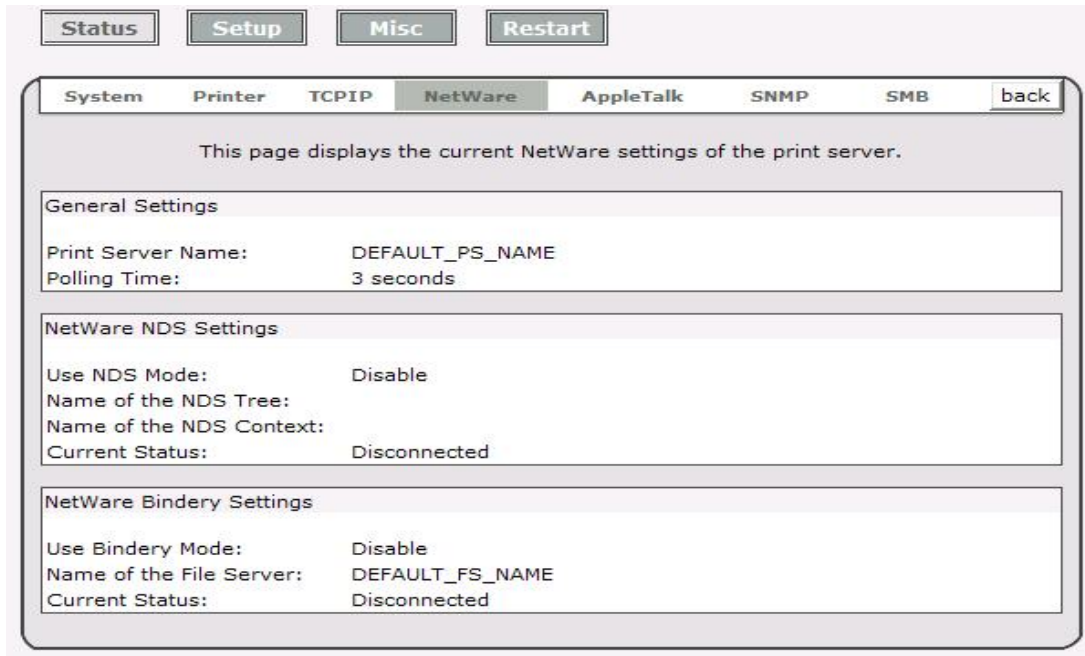 Status Setup Misc Restart
System Printer TCPIP NetWare AppleTalk SNMP SMB back
This page displays the current NetWare settings of the print server.
General Settings
Print Server Name: DEFAULT_PS_NAME
Polling Time: 3 seconds
NetWare NDS Settings
Use NDS Mode: Disable
Name of the NDS Tree:
Name of the NDS Context:
Current Status: Disconnected
NetWare Bindery Settings
Use Bindery Mode: Disable
Name of the File Server: DEFAULT_FS_NAME
Current Status: Disconnected